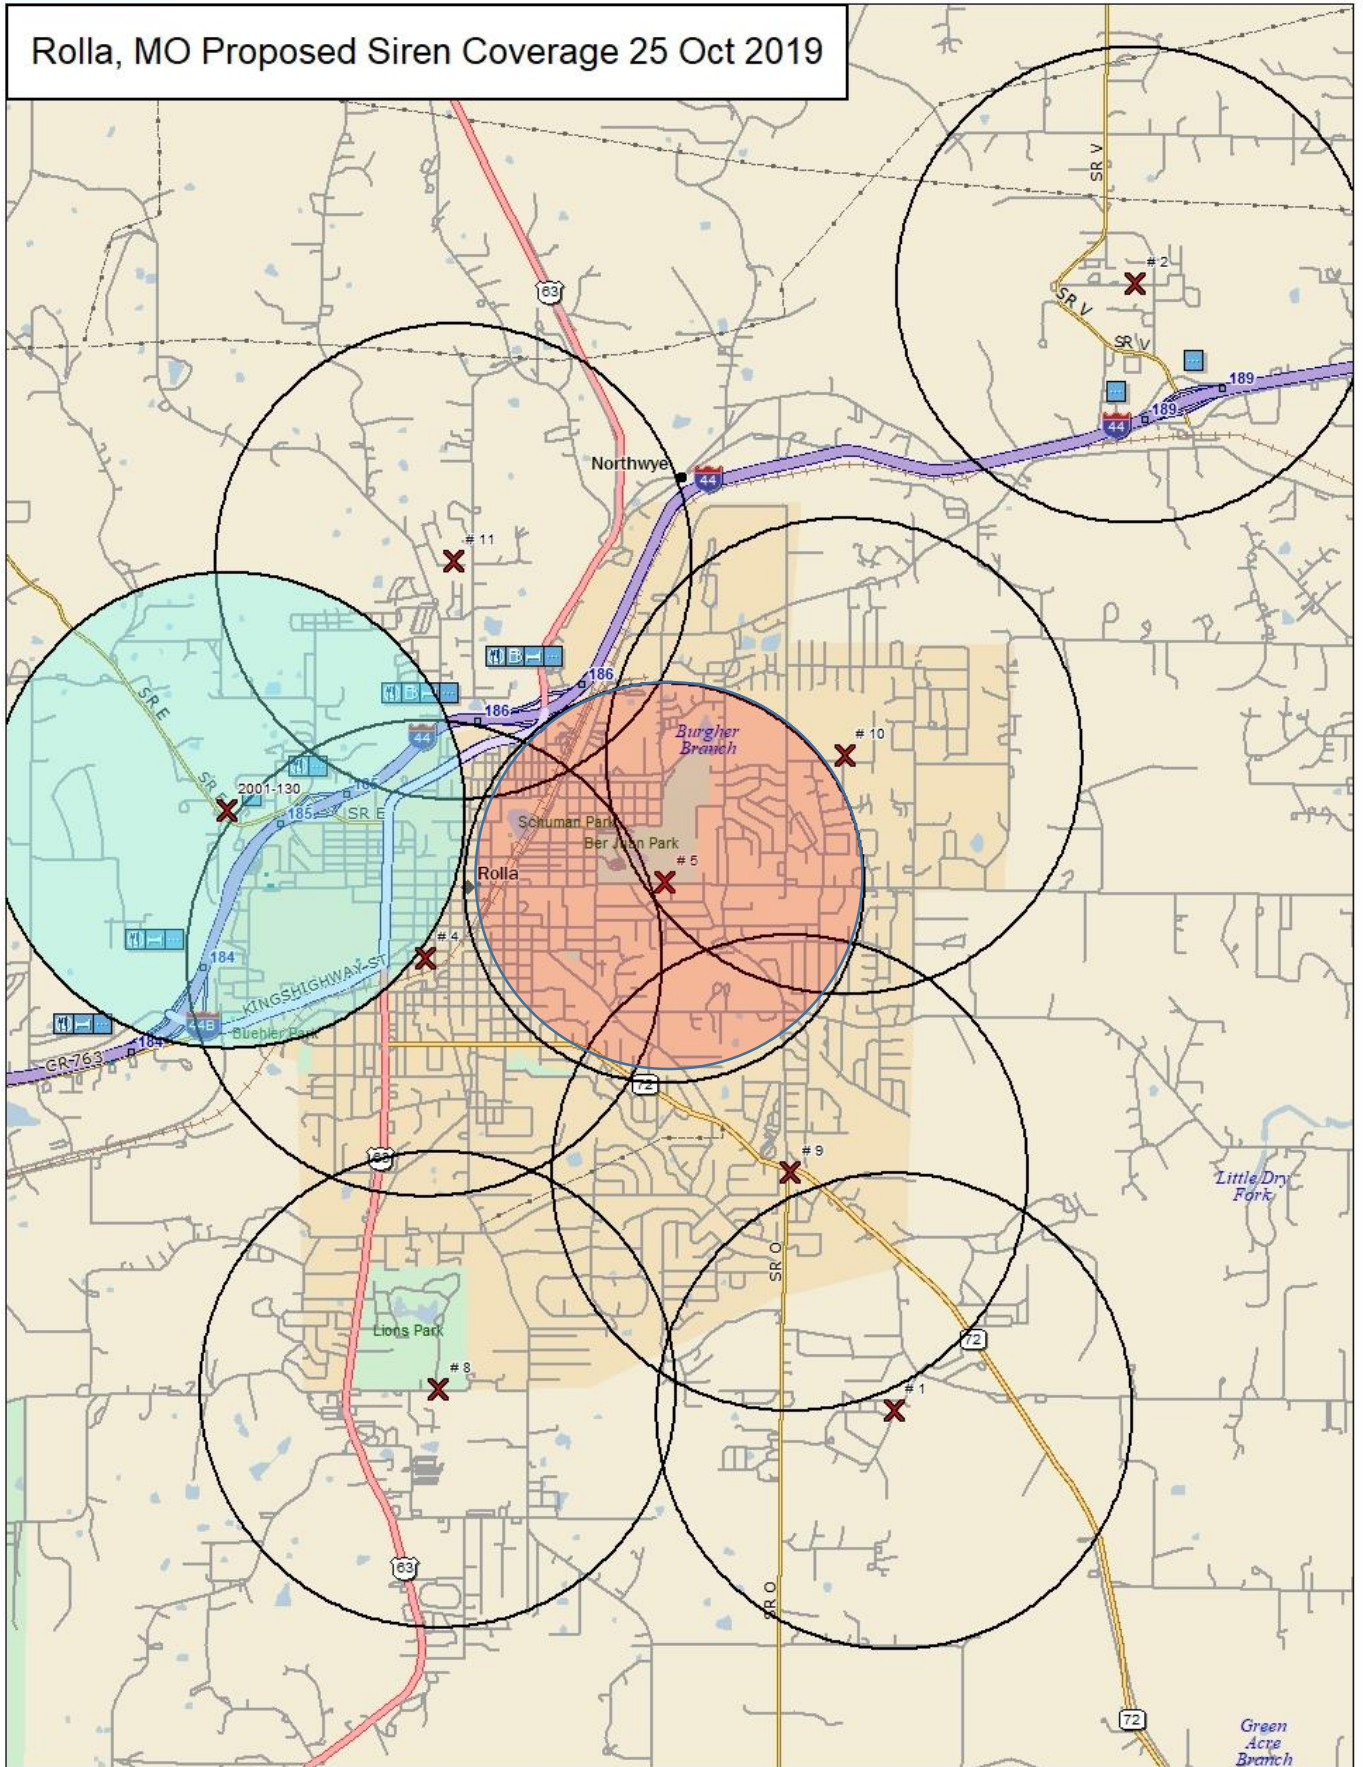 Rolla, MO Proposed Siren Coverage 25 Oct 2019
SR V
# 2
63
SR V
SR V
189
189
44
Northwye
44
# 11
186
SR E
186
Burgher
Branch
# 10
44
SR E
2001-130
185
185
SR E
Schuman Park
Ber Juan Park
# 5
Rolla
# 4
184
KINGSHIGHWAY ST
44B
Buehler Park
184
CR 763
72
63
# 9
Little Dry
Fork
SR O
Lions Park
72
# 8
# 1
63
SR O
72
Green
Acre
Branch